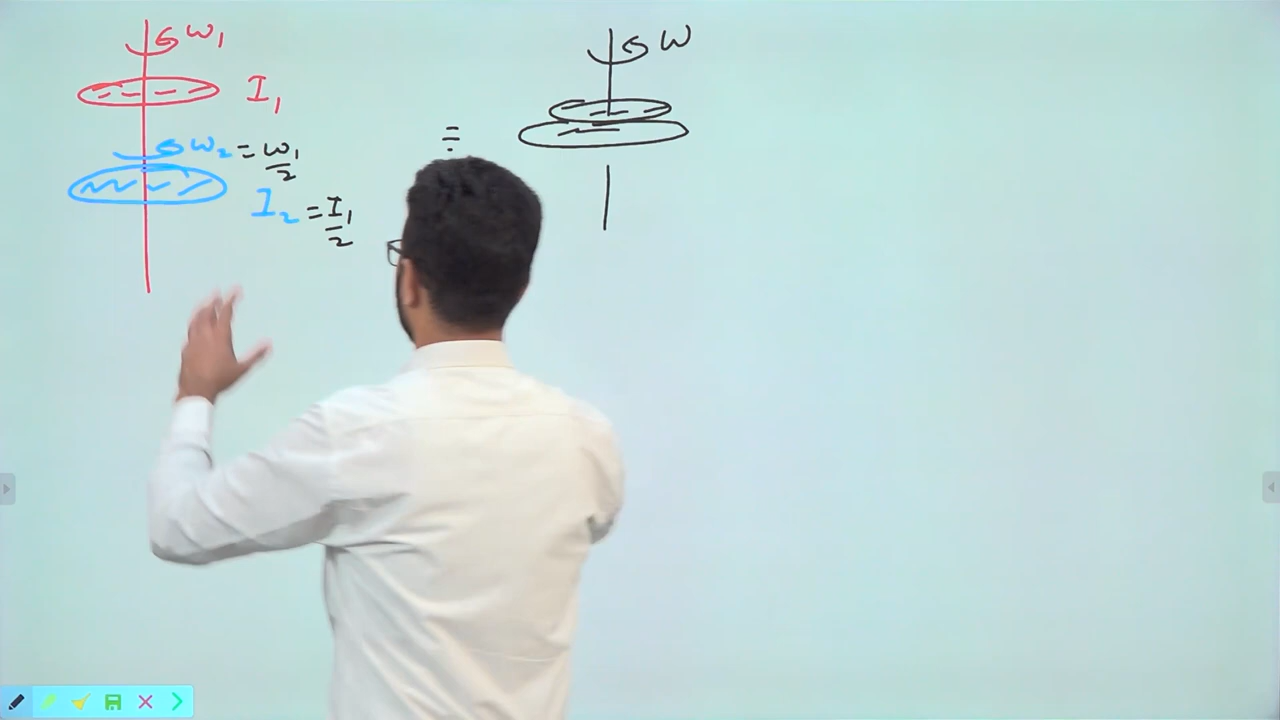 ω₁
I₁
ω₂ = ω₁/2
I₂ = I₁/2
=
ω